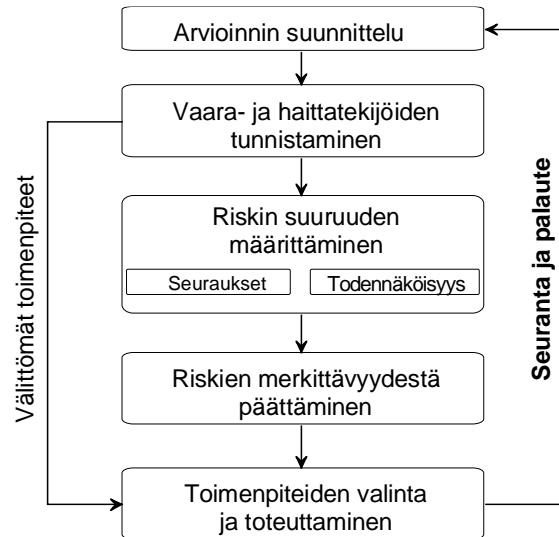 Arvioinnin suunnittelu
Vaara- ja haittatekijöiden
tunnistaminen
Riskin suuruuden
määrittäminen
Seuraukset
Todennäköisyys
Riskien merkittävyydestä
päättäminen
Toimenpiteiden valinta
ja toteuttaminen
Välittömät toimenpiteet
Seuranta ja palaute